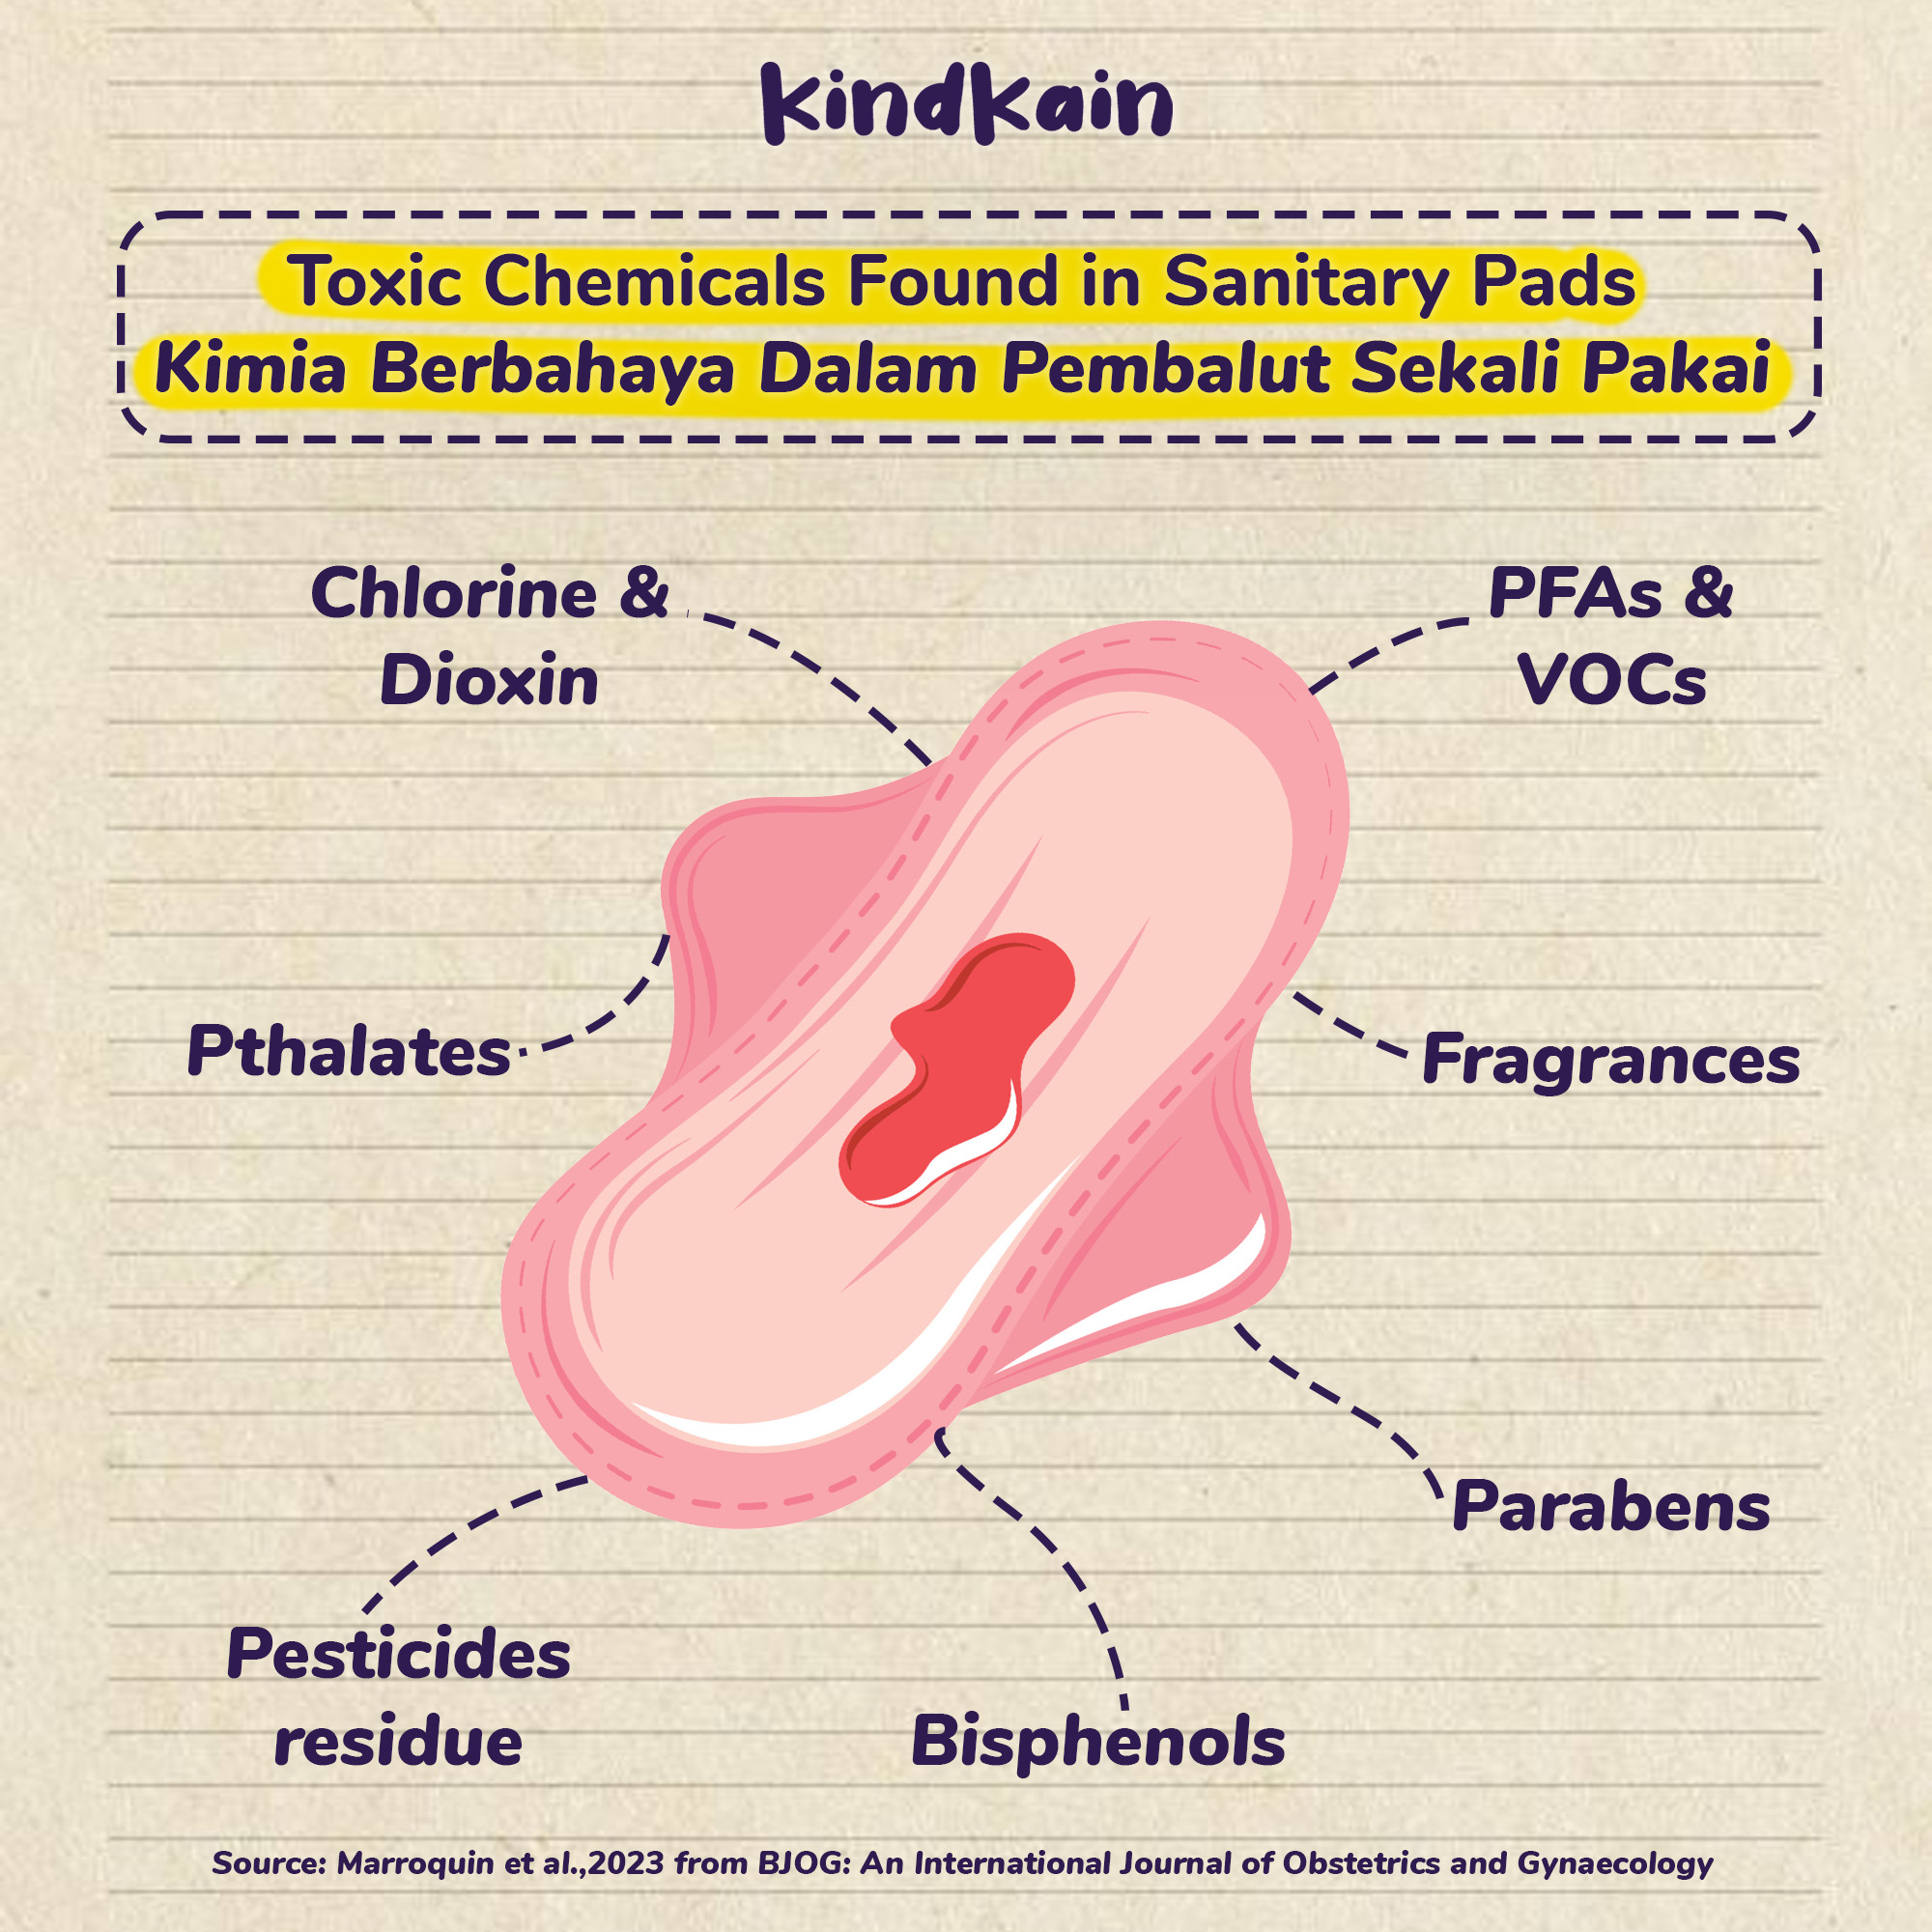 kindkain
Toxic Chemicals Found in Sanitary Pads
Kimia Berbahaya Dalam Pembalut Sekali Pakai
Chlorine &
Dioxin
PFAs &
VOCs
Pthalates
Fragrances
Parabens
Pesticides
residue
Bisphenols
Source: Marroquin et al.,2023 from BJOG: An International Journal of Obstetrics and Gynaecology